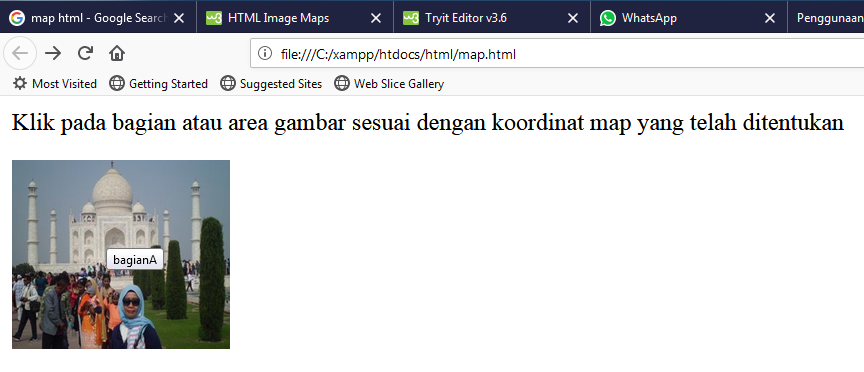 map html - Google Searc
HTML Image Maps
Tryit Editor v3.6
WhatsApp
Penggunaan
file:///C:/xampp/htdocs/html/map.html
Most Visited
Getting Started
Suggested Sites
Web Slice Gallery
Klik pada bagian atau area gambar sesuai dengan koordinat map yang telah ditentukan
bagianA